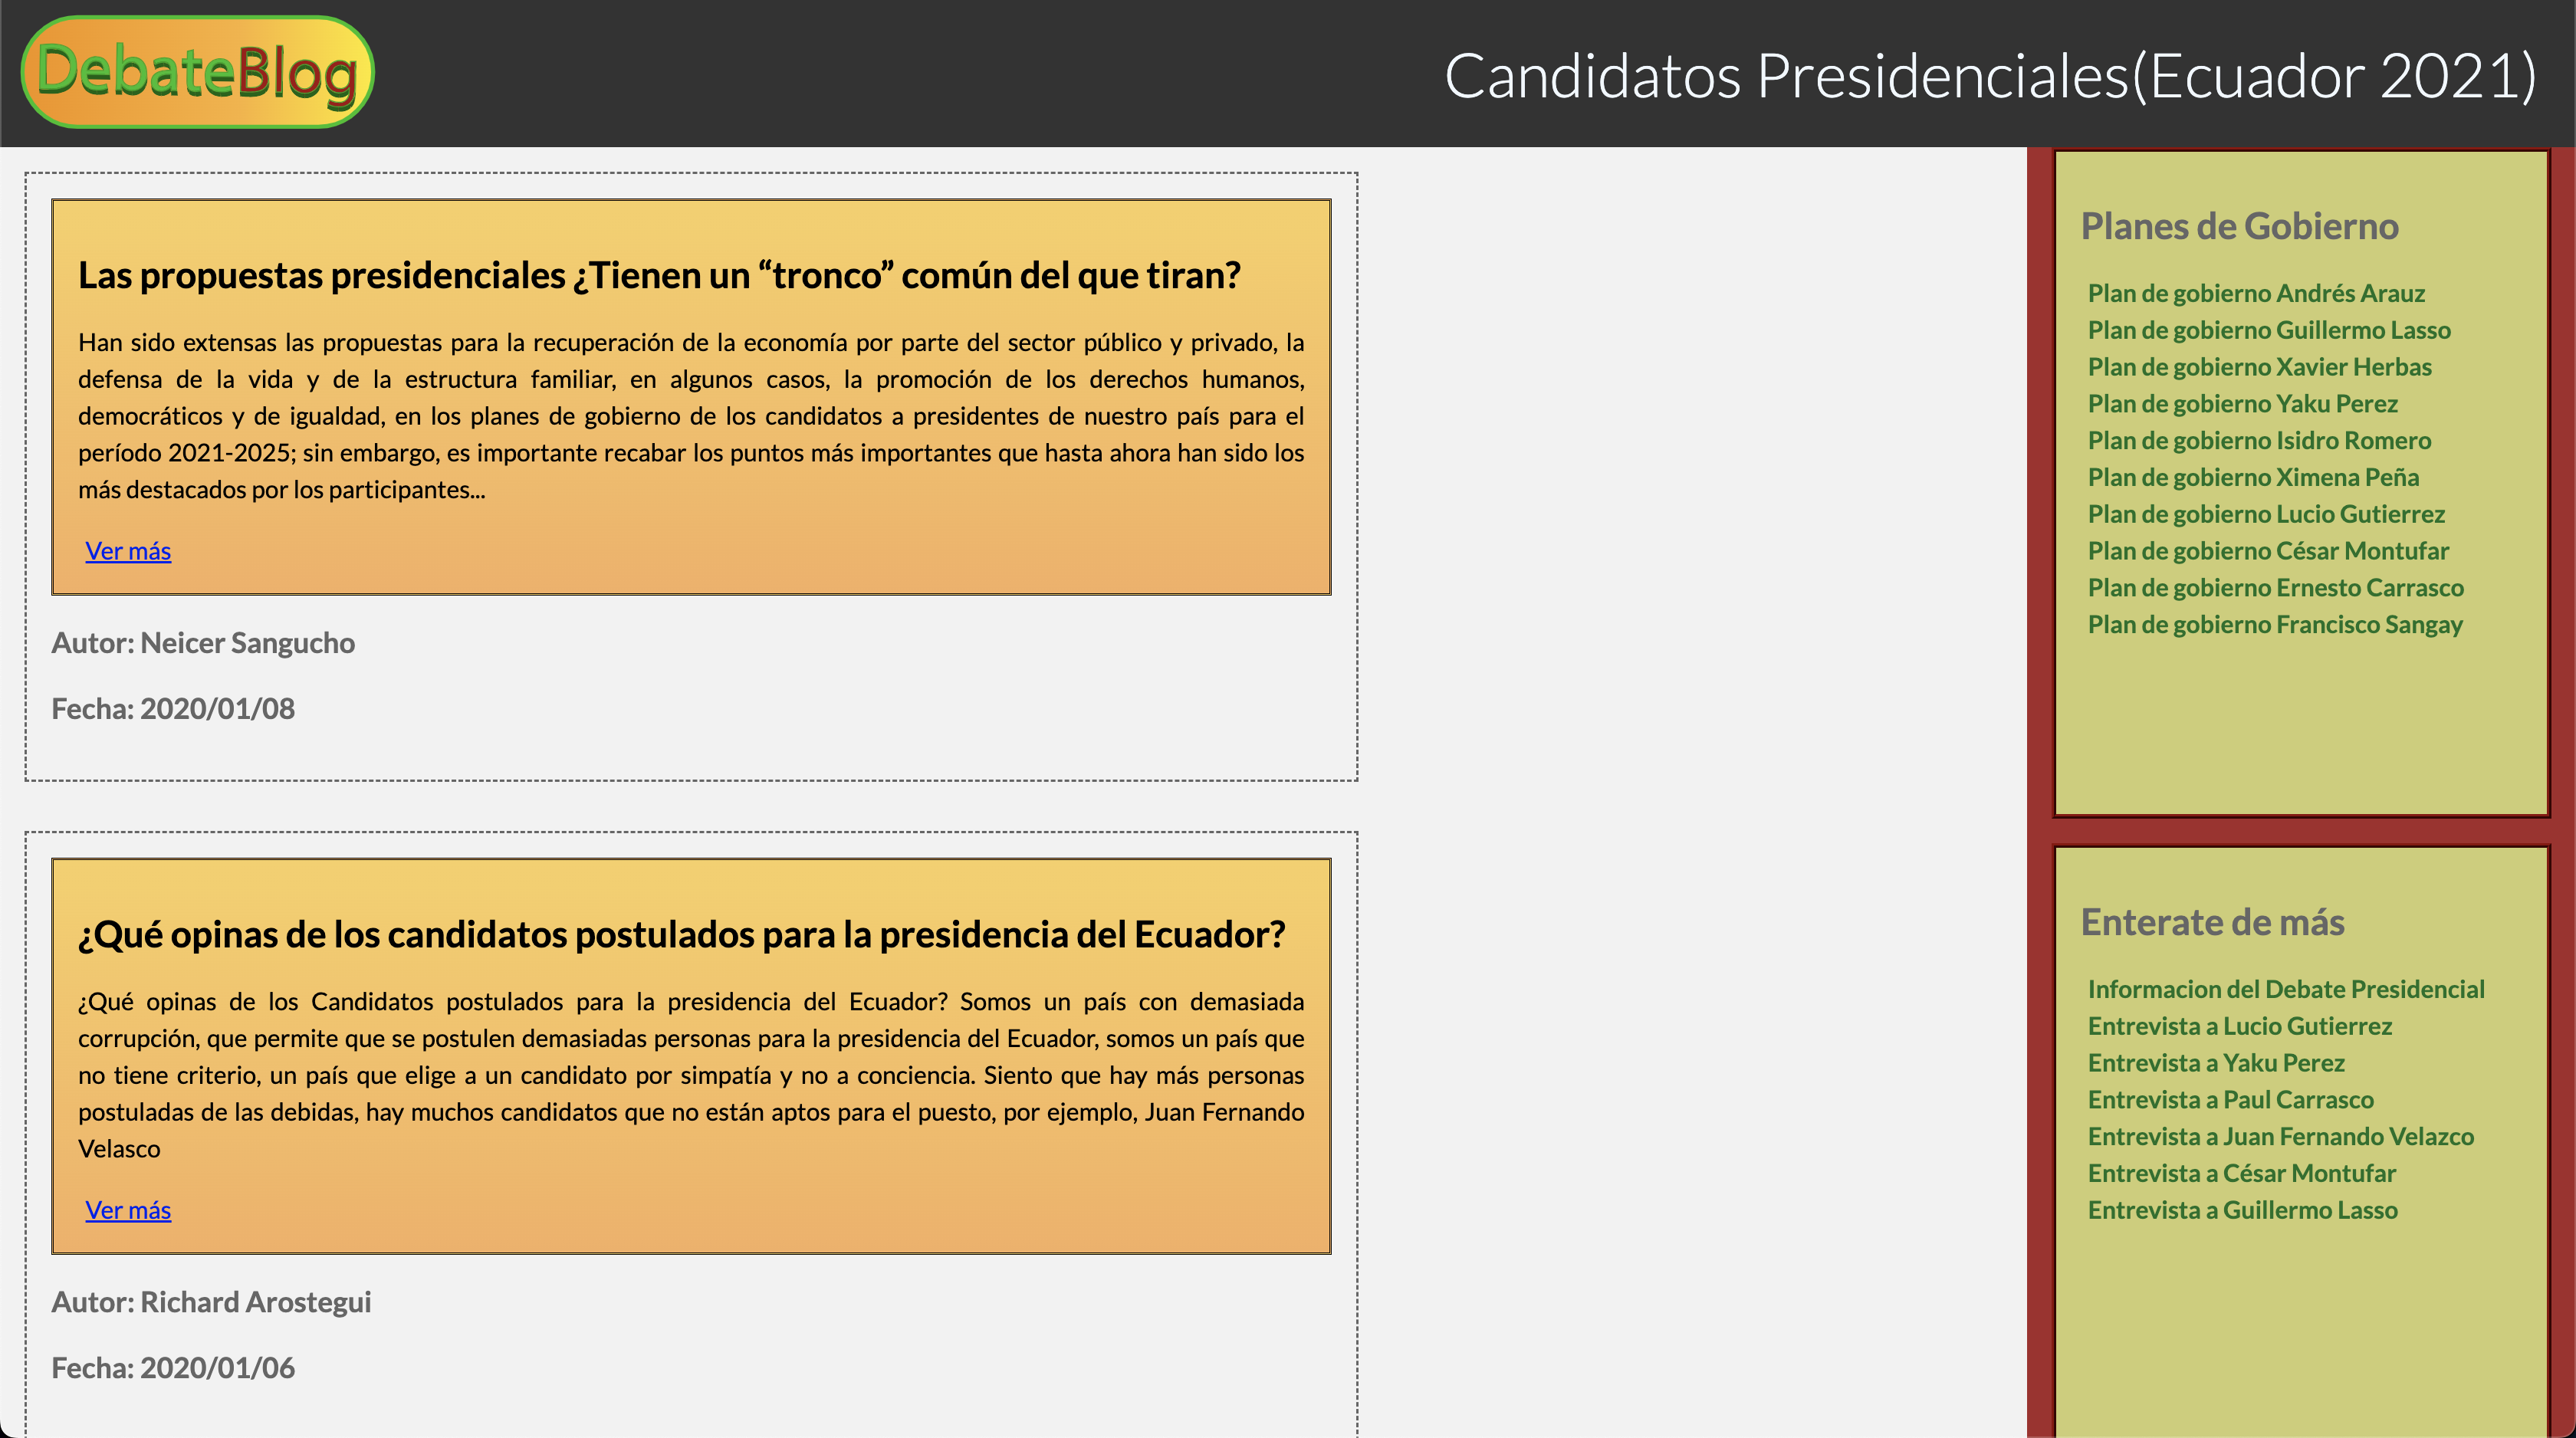 DebateBlog
Candidatos Presidenciales(Ecuador 2021)
Las propuestas presidenciales ¿Tienen un “tronco” común del que tiran?
Han sido extensas las propuestas para la recuperación de la economía por parte del sector público y privado, la
defensa de la vida y de la estructura familiar, en algunos casos, la promoción de los derechos humanos,
democráticos y de igualdad, en los planes de gobierno de los candidatos a presidentes de nuestro país para el
período 2021-2025; sin embargo, es importante recabar los puntos más importantes que hasta ahora han sido los
más destacados por los participantes...
Ver más
Autor: Neicer Sangucho
Fecha: 2020/01/08
¿Qué opinas de los candidatos postulados para la presidencia del Ecuador?
¿Qué opinas de los Candidatos postulados para la presidencia del Ecuador? Somos un país con demasiada
corrupción, que permite que se postulen demasiadas personas para la presidencia del Ecuador, somos un país que
no tiene criterio, un país que elige a un candidato por simpatía y no a conciencia. Siento que hay más personas
postuladas de las debidas, hay muchos candidatos que no están aptos para el puesto, por ejemplo, Juan Fernando
Velasco
Ver más
Autor: Richard Arostegui
Fecha: 2020/01/06
Planes de Gobierno
Plan de gobierno Andrés Arauz
Plan de gobierno Guillermo Lasso
Plan de gobierno Xavier Herbas
Plan de gobierno Yaku Perez
Plan de gobierno Isidro Romero
Plan de gobierno Ximena Peña
Plan de gobierno Lucio Gutierrez
Plan de gobierno César Montufar
Plan de gobierno Ernesto Carrasco
Plan de gobierno Francisco Sangay
Enterate de más
Informacion del Debate Presidencial
Entrevista a Lucio Gutierrez
Entrevista a Yaku Perez
Entrevista a Paul Carrasco
Entrevista a Juan Fernando Velazco
Entrevista a César Montufar
Entrevista a Guillermo Lasso